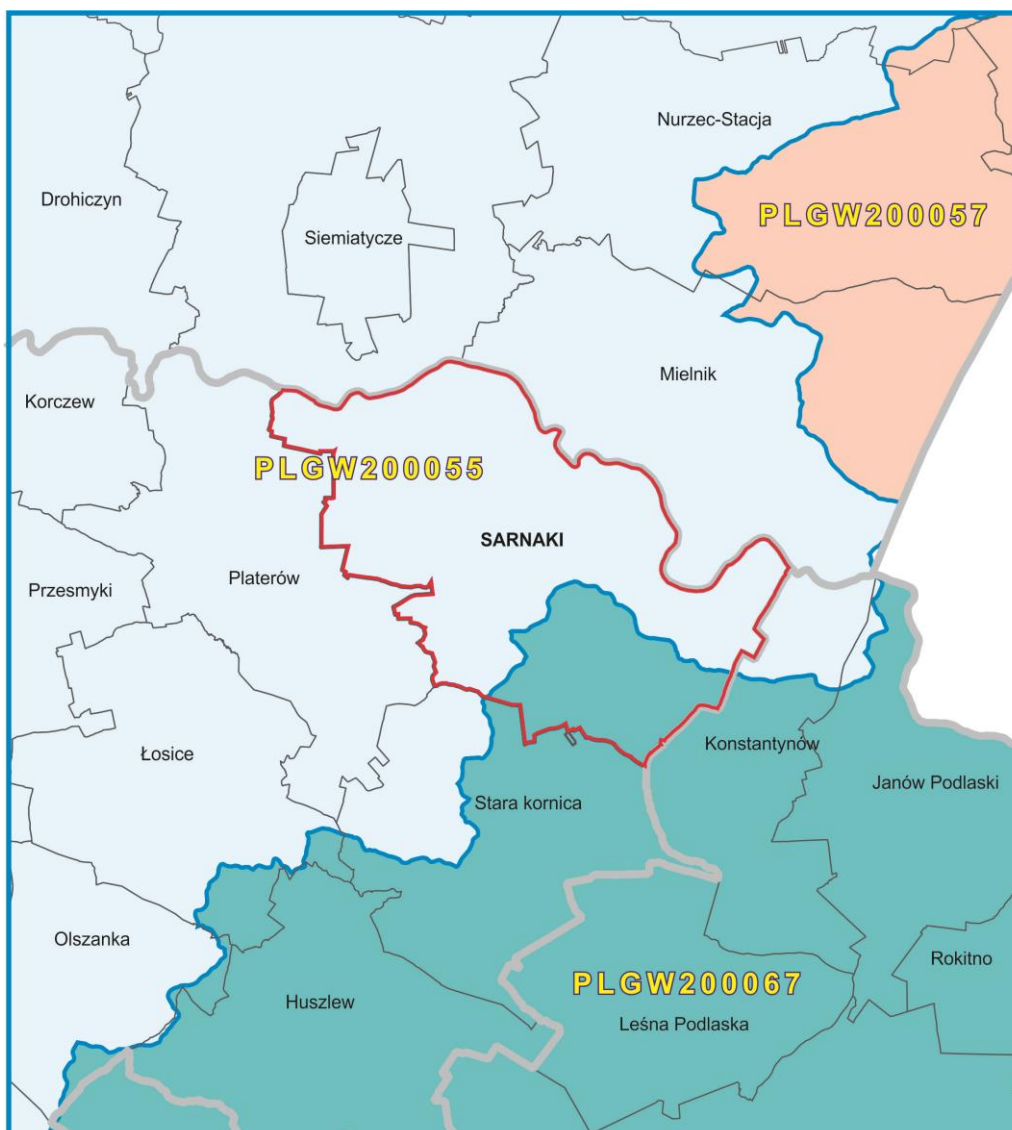 Nurzec-Stacja
Drohiczyn
PLGW200057
Siemiatycze
Mielnik
Korczew
PLGW200055
SARNAKI
Przesmyki
Platerów
Konstantynów
Łosice
Janów Podlaski
Stara kornica
Olszanka
Rokitno
PLGW200067
Huszlew
Leśna Podlaska